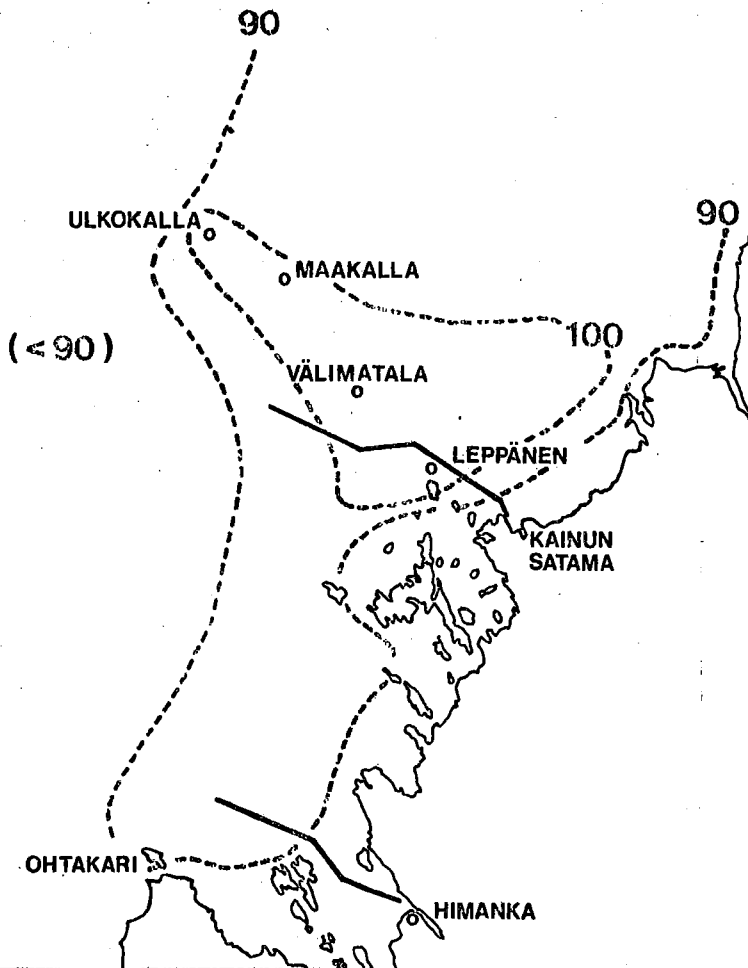 90
ULKOKALLA
90
MAAKALLA
(<90)
100
VÄLIMATALA
LEPPÄNEN
KAINUN
SATAMA
OHTAKARI
HIMANKA